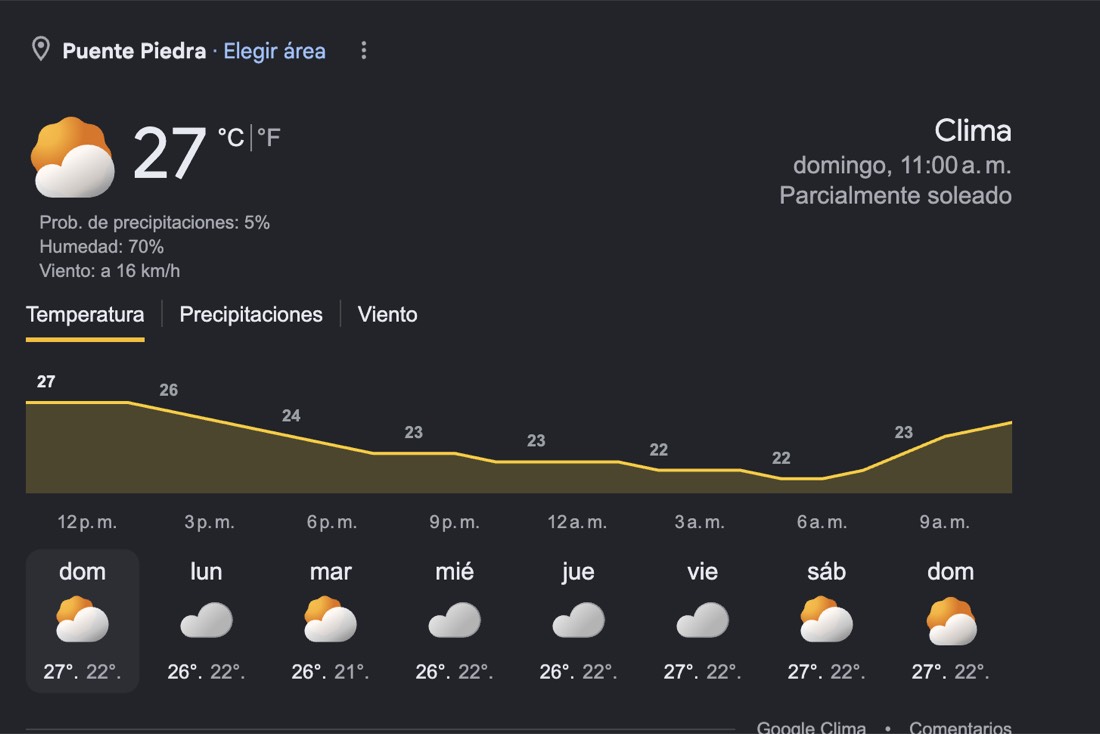 Puente Piedra · Elegir área
27 °C | °F
Clima
domingo, 11:00 a. m.
Parcialmente soleado
Prob. de precipitaciones: 5%
Humedad: 70%
Viento: a 16 km/h
Temperatura | Precipitaciones | Viento
27 26 24 23 23 22 22 23
12 p. m. 3 p. m. 6 p. m. 9 p. m. 12 a. m. 3 a. m. 6 a. m. 9 a. m.
dom lun mar mié jue vie sáb dom
27°. 22°. 26°. 22°. 26°. 21°. 26°. 22°. 26°. 22°. 27°. 22°. 27°. 22°. 27°. 22°.
Google Clima • Comentarios